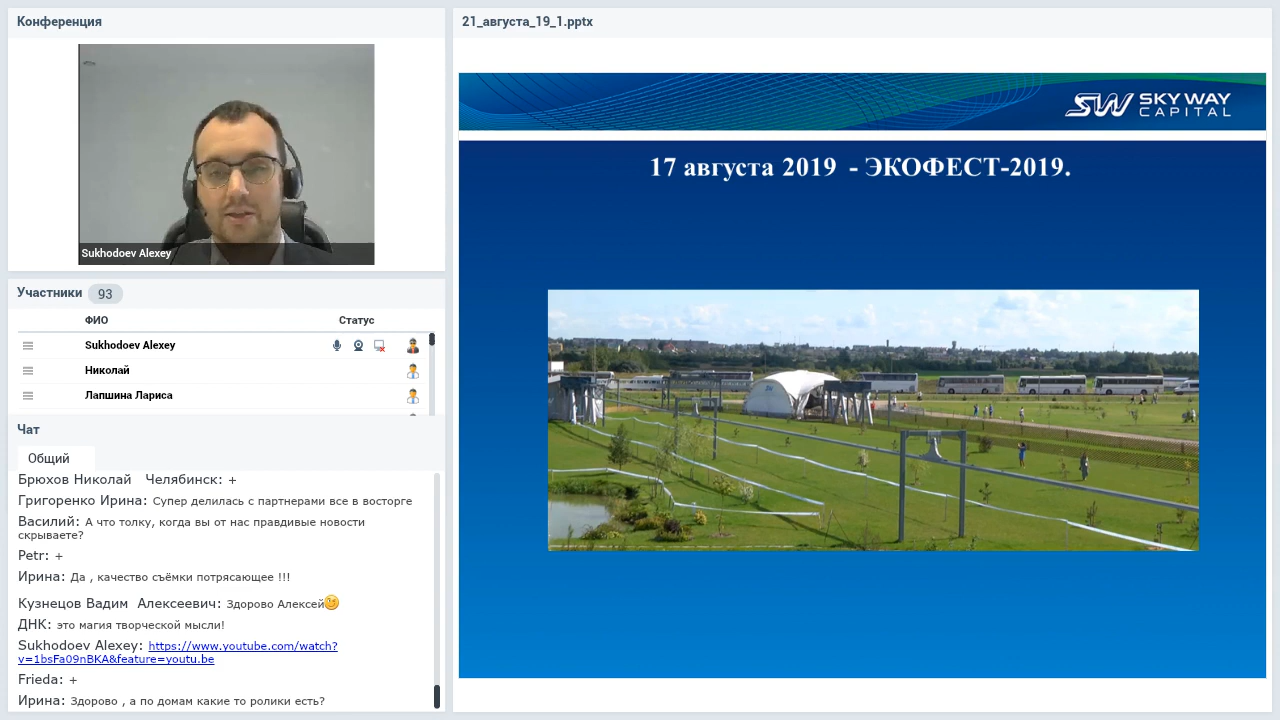 Конференция
Sukhodoev Alexey
Участники 93
ФИО Статус
Sukhodoev Alexey
Николай
Лапшина Лариса
Чат
Общий
Брюхов Николай Челябинск: +
Григоренко Ирина: Супер делилась с партнерами все в восторге
Василий: А что толку, когда вы от нас правдивые новости
скрываете?
Petr: +
Ирина: Да , качество съёмки потрясающее !!!
Кузнецов Вадим Алексеевич: Здорово Алексей
ДНК: это магия творческой мысли!
Sukhodoev Alexey: https://www.youtube.com/watch?
v=1bsFa09nBKA&feature=youtu.be
Frieda: +
Ирина: Здорово , а по домам какие то ролики есть?
21_августа_19_1.pptx
SW SKY WAY
CAPITAL
17 августа 2019 - ЭКОФЕСТ-2019.